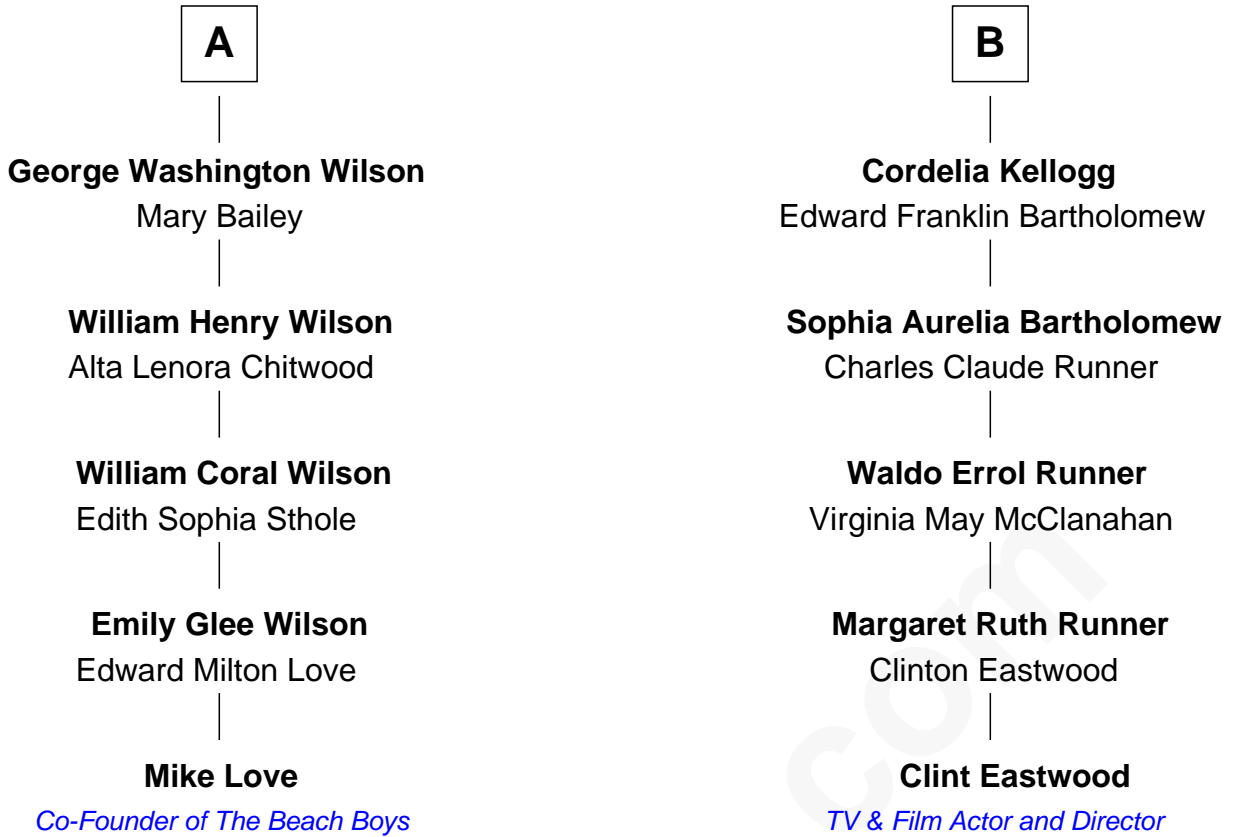 A
George Washington Wilson
Mary Bailey
William Henry Wilson
Alta Lenora Chitwood
William Coral Wilson
Edith Sophia Sthole
Emily Glee Wilson
Edward Milton Love
Mike Love
Co-Founder of The Beach Boys
B
Cordelia Kellogg
Edward Franklin Bartholomew
Sophia Aurelia Bartholomew
Charles Claude Runner
Waldo Errol Runner
Virginia May McClanahan
Margaret Ruth Runner
Clinton Eastwood
Clint Eastwood
TV & Film Actor and Director
com